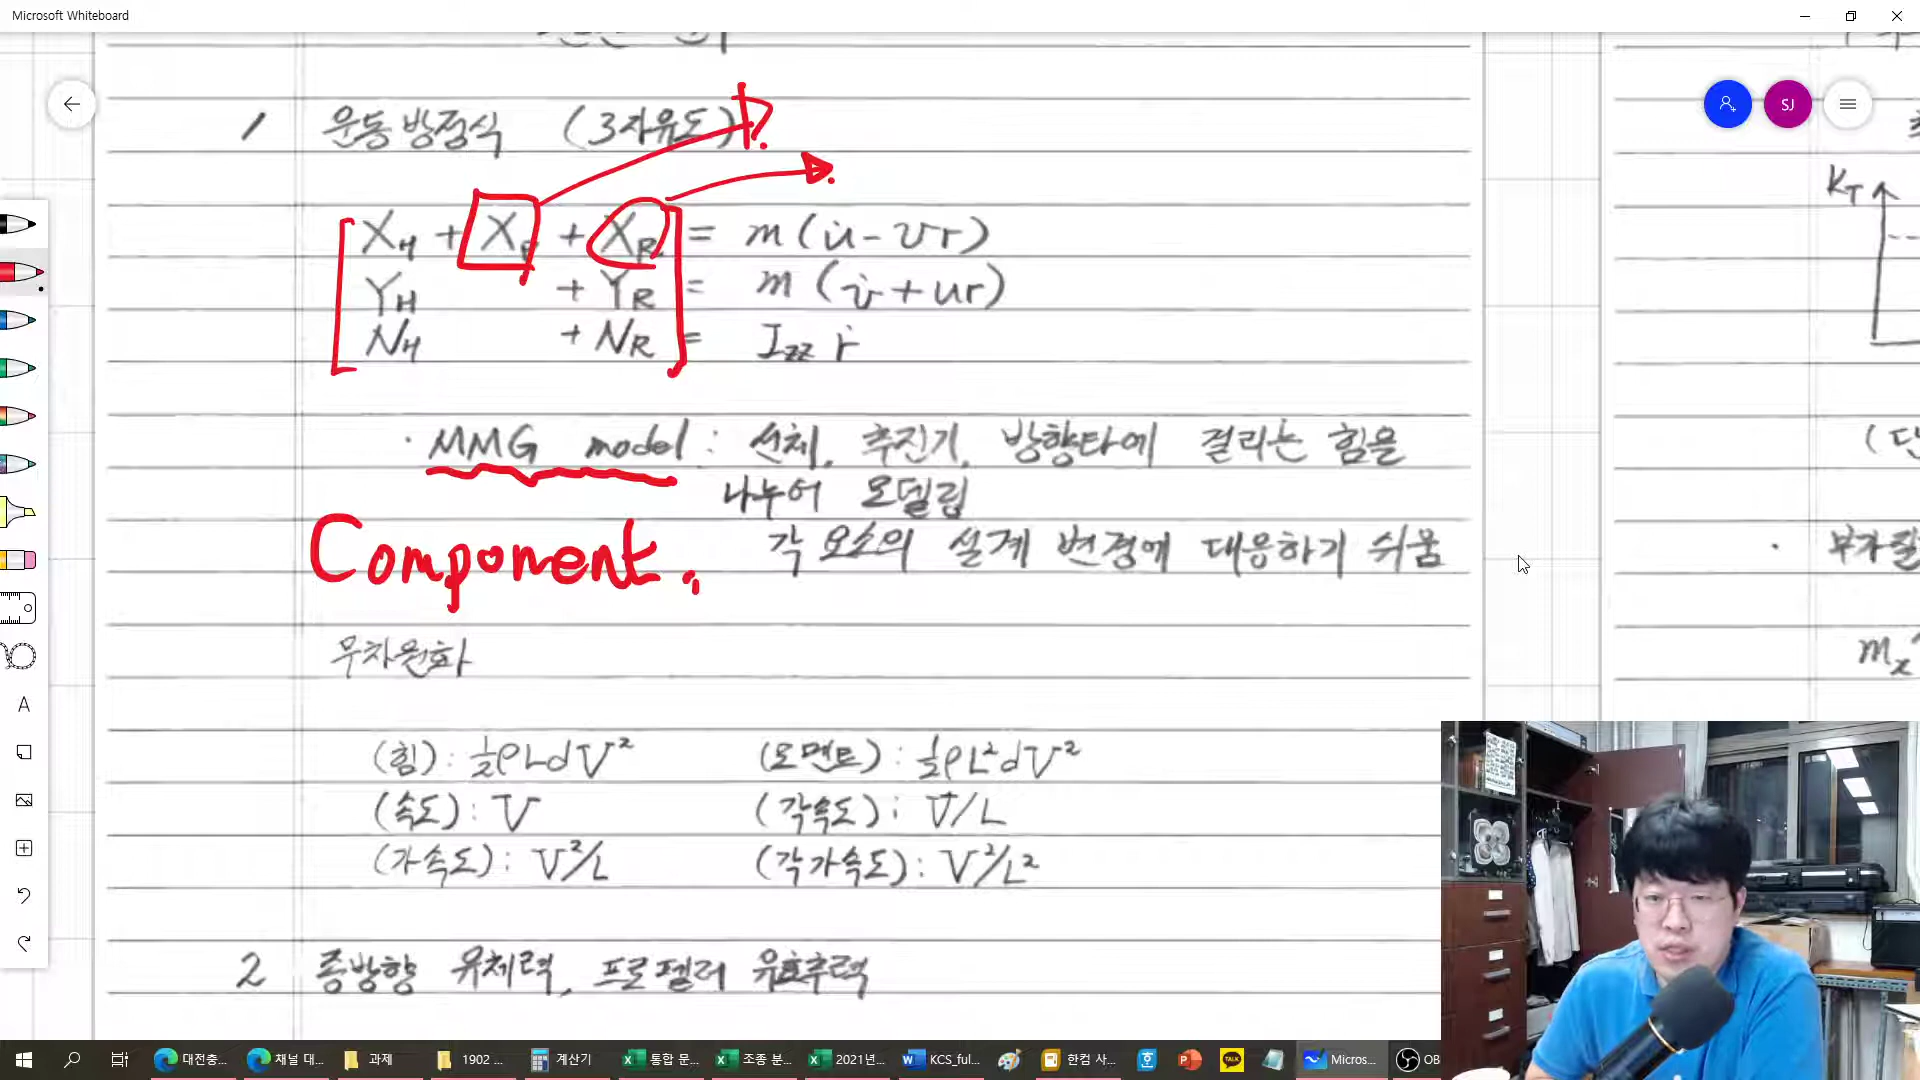 Microsoft Whiteboard
SJ
1 운동방정식 (3자유도) ?
X_H + X_P + X_R = m(u̇ - vr)
Y_H + Y_R = m(v̇ + ur)
N_H + N_R = I_zz ṙ
· MMG model : 선체, 추진기, 방향타에 걸리는 힘을
나누어 모델링
Component. 각 요소의 설계 변경에 대응하기 쉬움
무차원화
(힘) : ½ρLdV² (모멘트) : ½ρL²dV²
(속도) : V (각속도) : V/L
(가속도) : V²/L (각가속도) : V²/L²
2 종방향 유체력, 프로펠러 유효추력
K_T
(단
· 부가질
m_x
A
대전충... 채널 대... 과제 1902 ... 계산기 통합 문... 조종 분... 2021년... KCS_ful... 한컴 사... TALK Micros... OB